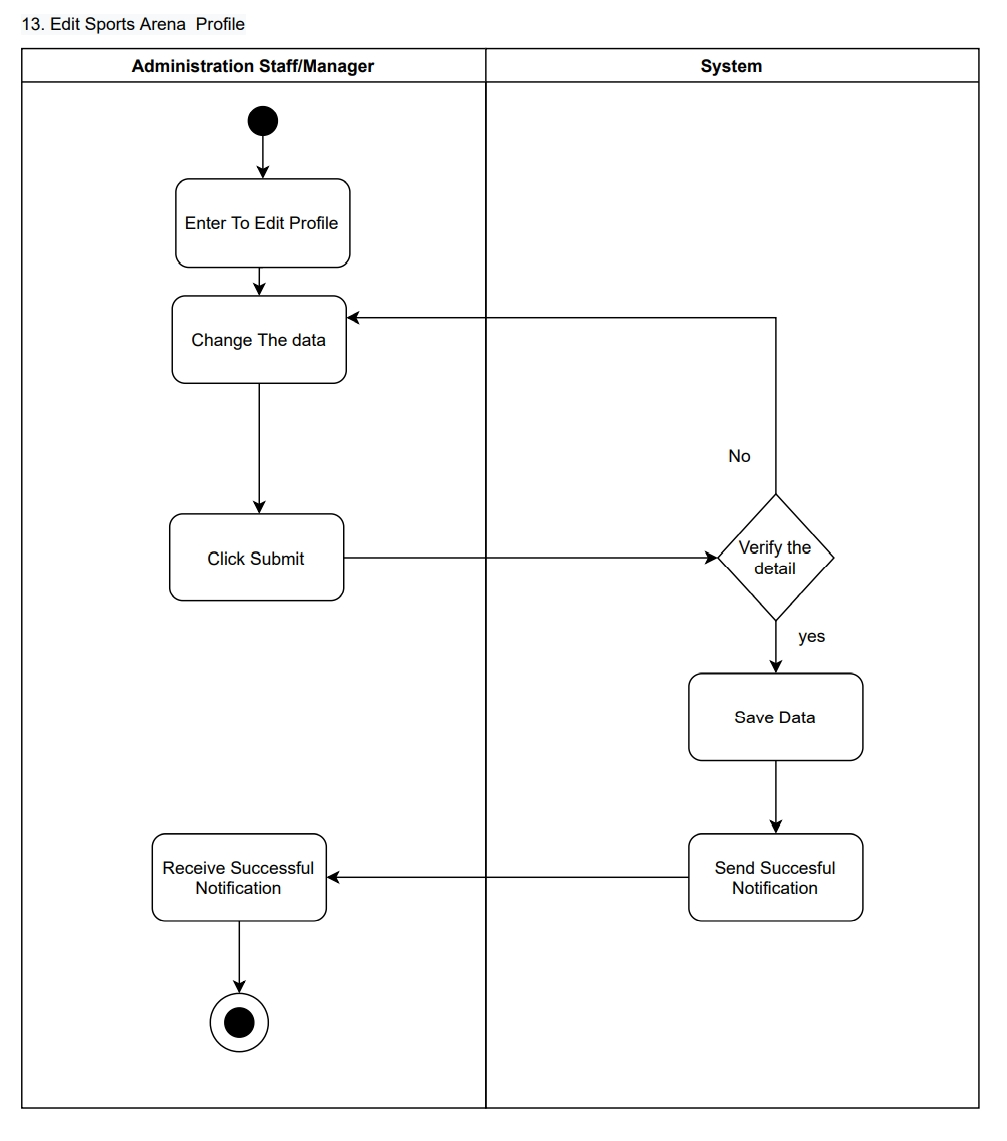 13. Edit Sports Arena  Profile
Administration Staff/Manager
System
Enter To Edit Profile
Change The data
No
Click Submit
Verify the
detail
yes
Save Data
Receive Successful
Notification
Send Succesful
Notification